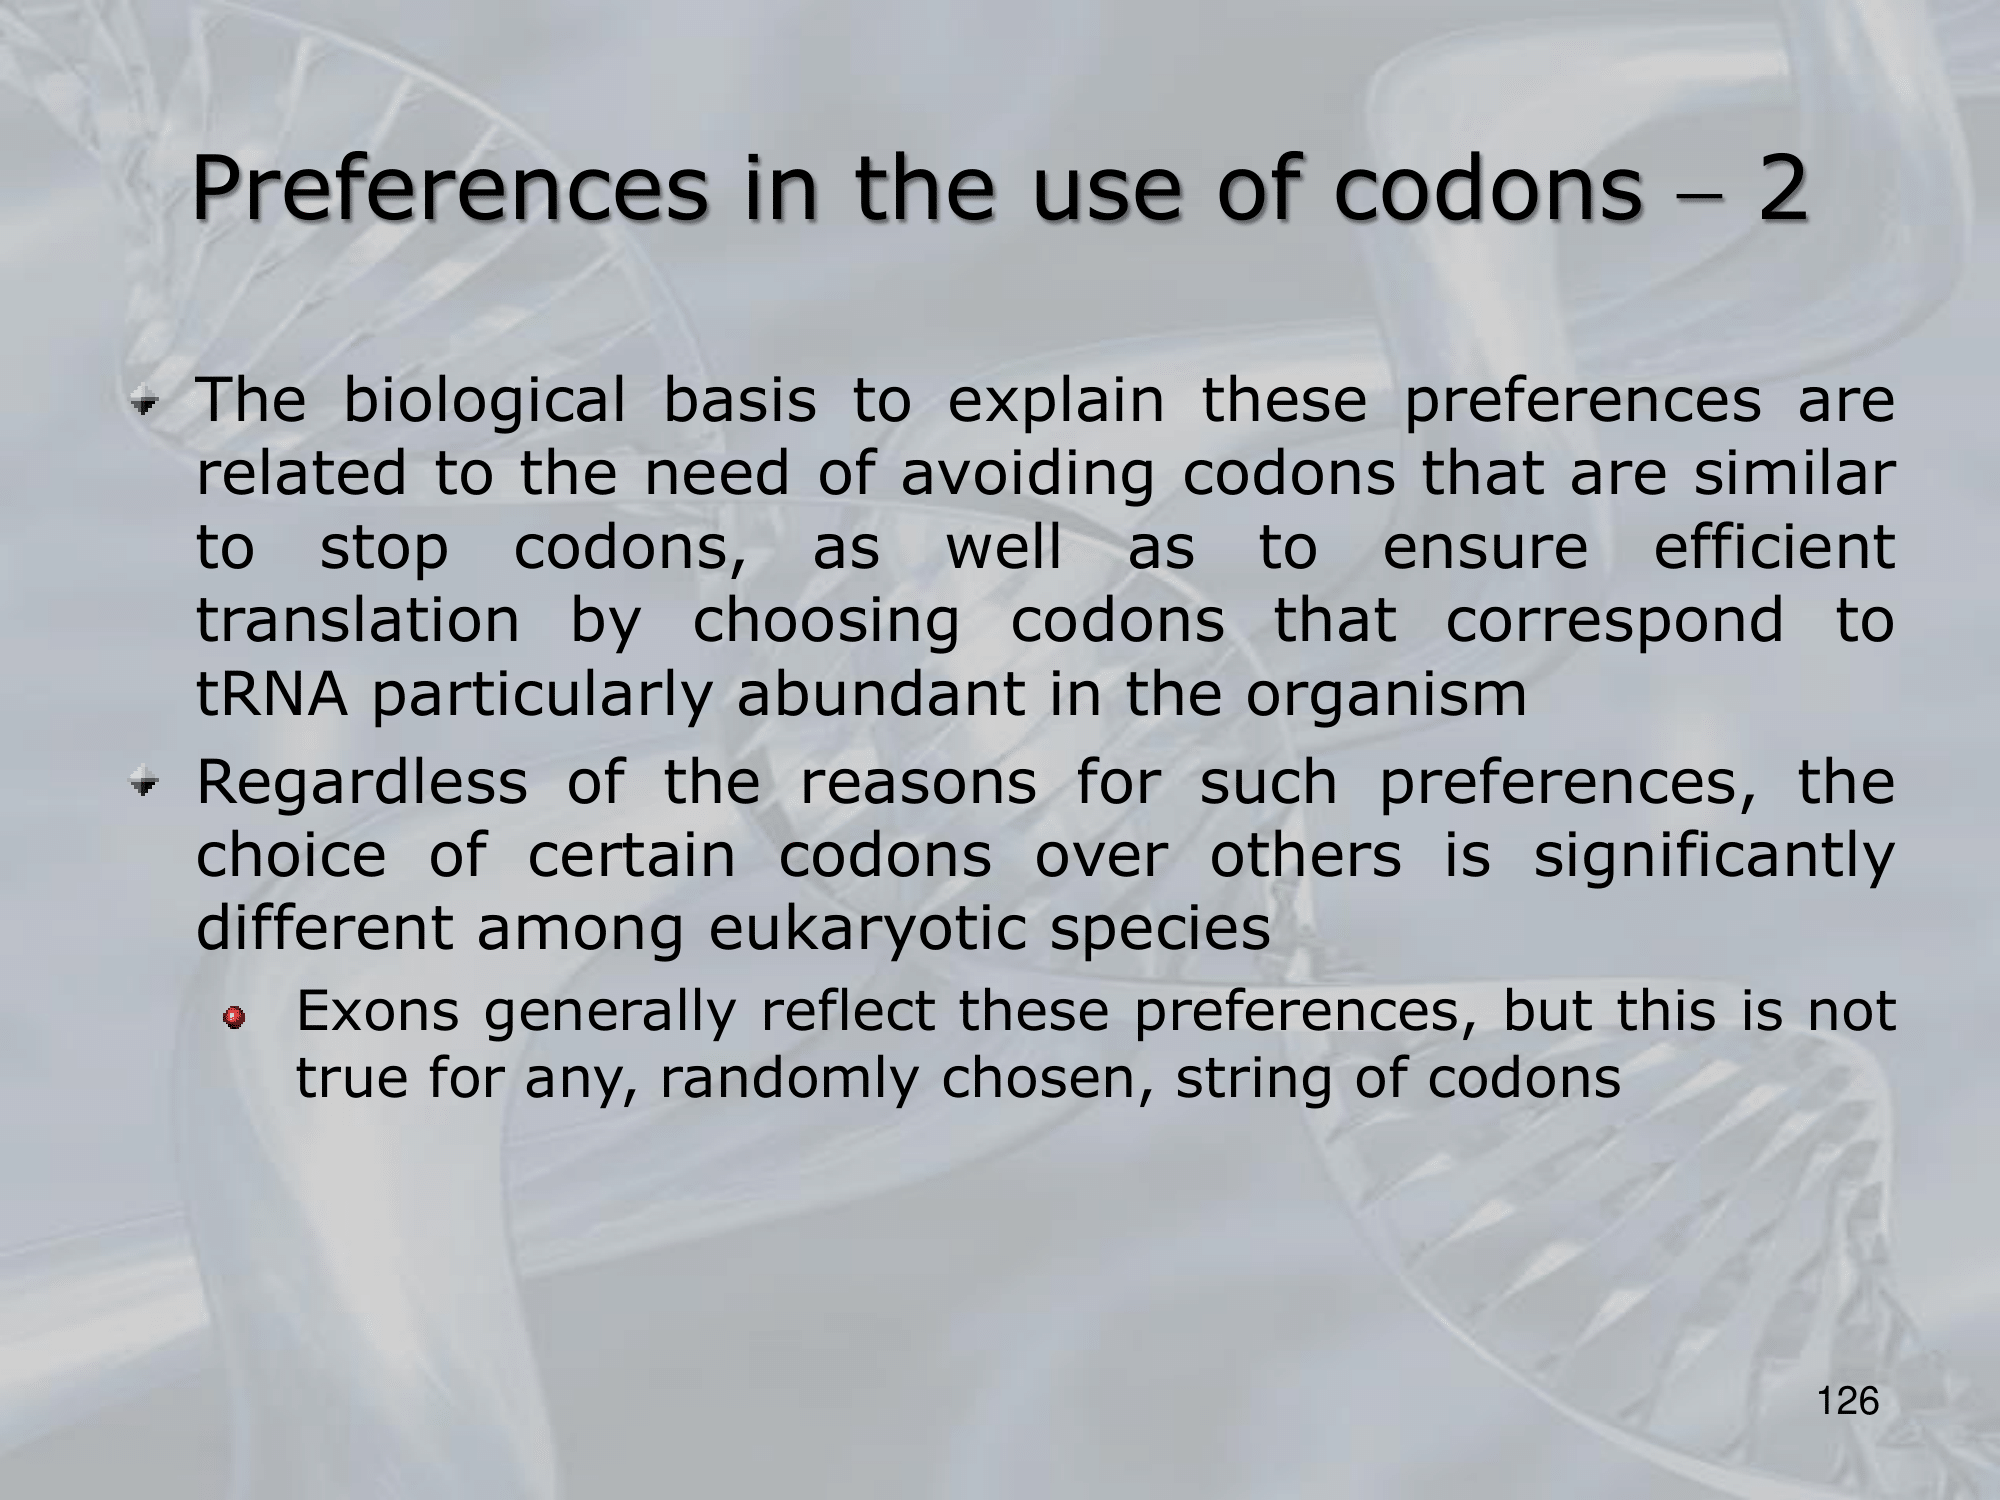 Preferences in the use of codons – 2
The biological basis to explain these preferences are
related to the need of avoiding codons that are similar
to stop codons, as well as to ensure efficient
translation by choosing codons that correspond to
tRNA particularly abundant in the organism
Regardless of the reasons for such preferences, the
choice of certain codons over others is significantly
different among eukaryotic species
Exons generally reflect these preferences, but this is not
true for any, randomly chosen, string of codons
126